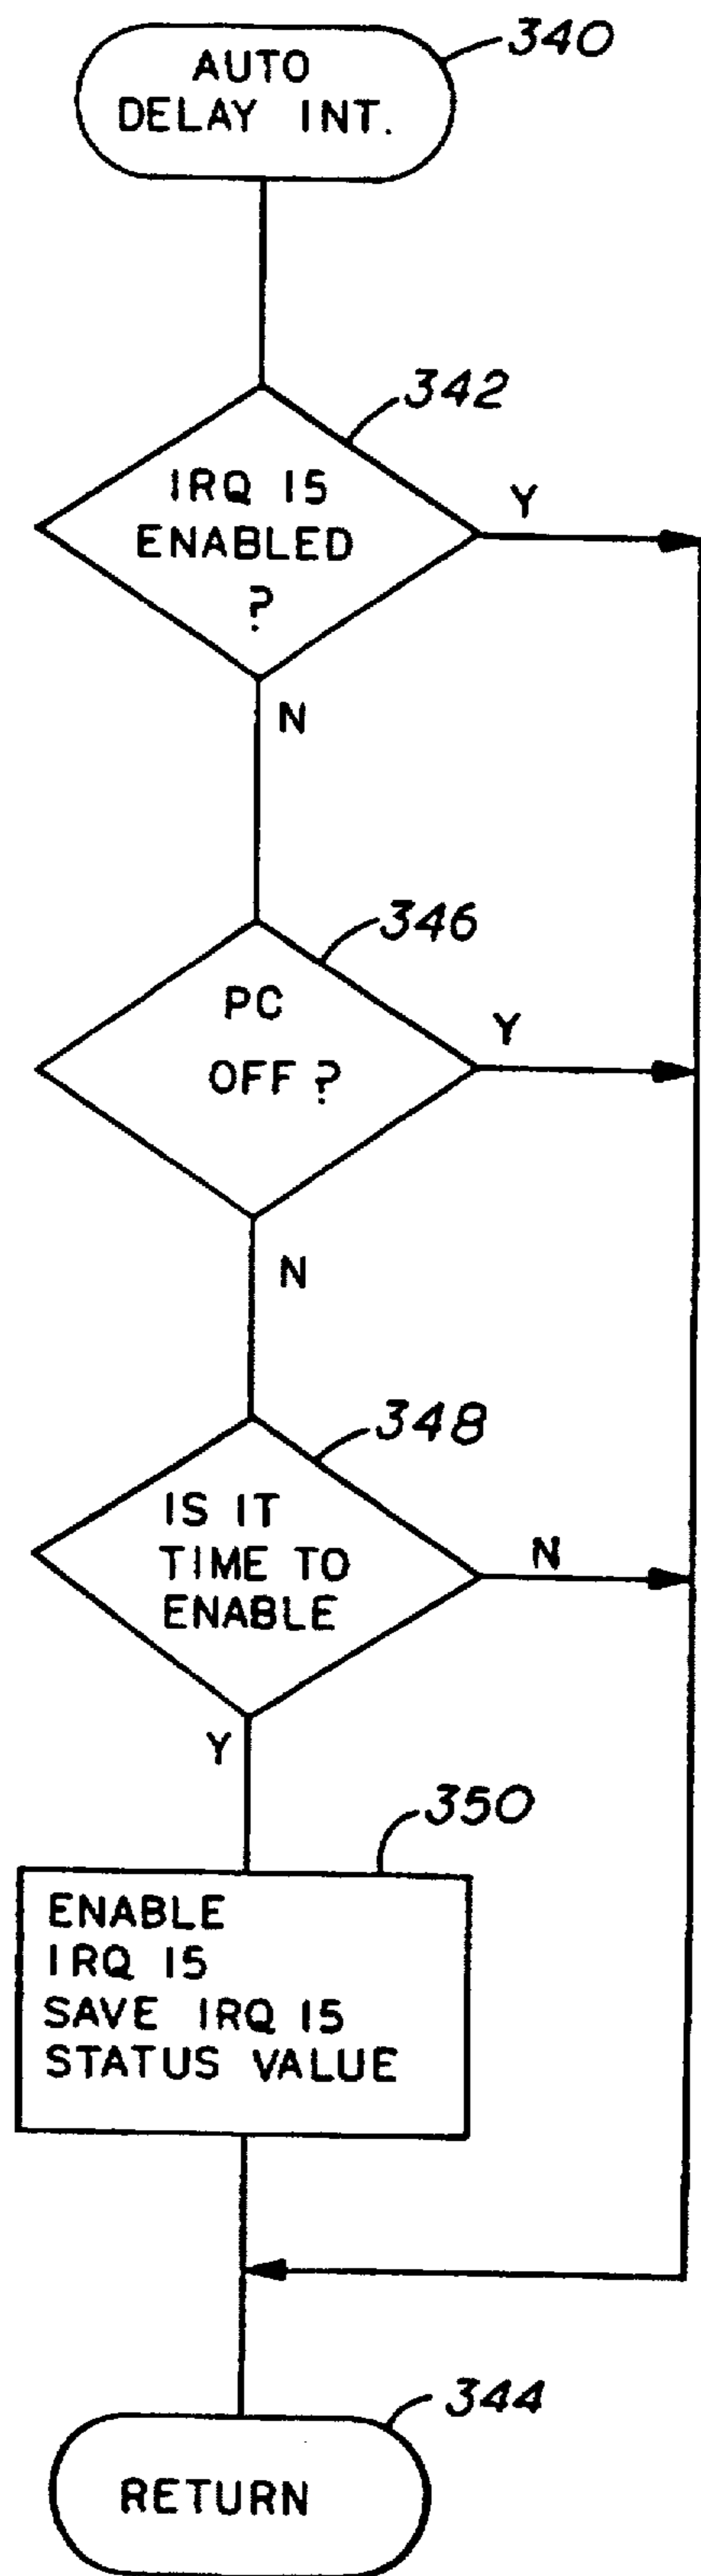 340
AUTO
DELAY INT.
342
IRQ 15
ENABLED
?
Y
N
346
PC
OFF ?
Y
N
348
IS IT
TIME TO
ENABLE
N
Y
350
ENABLE
IRQ 15
SAVE IRQ 15
STATUS VALUE
344
RETURN